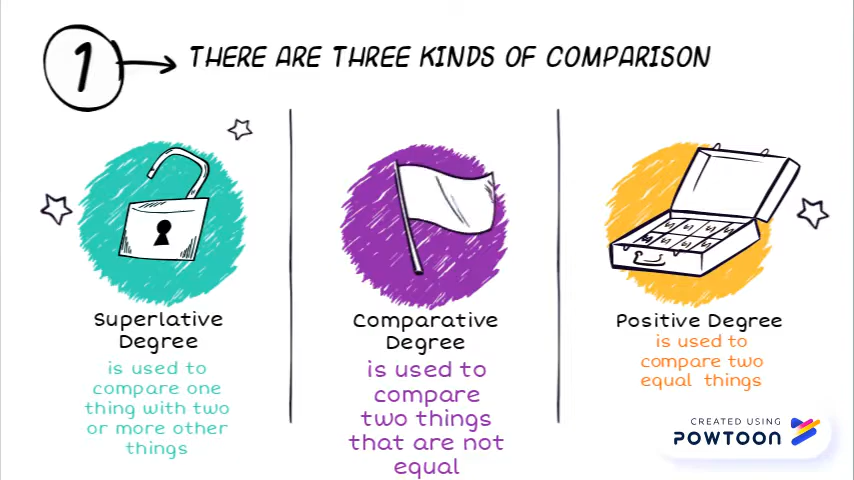 1
THERE ARE THREE KINDS OF COMPARISON
Superlative
Degree
is used to
compare one
thing with two
or more other
things
Comparative
Degree
is used to
compare
two things
that are not
equal
Positive Degree
is used to
compare two
equal things
CREATED USING
POWTOON